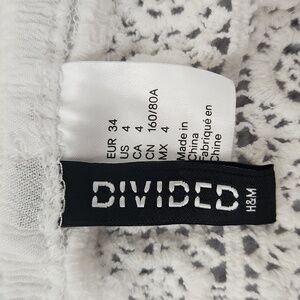 EUR 34
US 4
CA 4
CN 160/80A
MX 4
Made in
China
Fabriqué en
Chine
DIVIDED
H&M